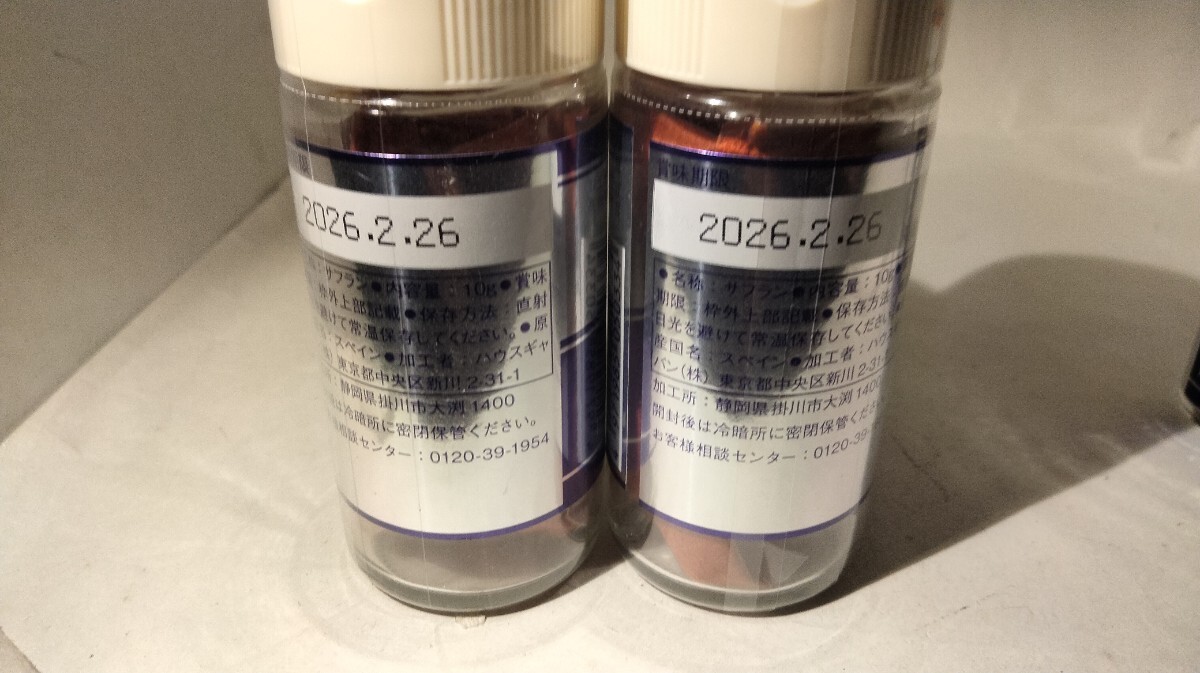 限
2026.2.26
サフラン●内容量：10g●賞味
枠外上部記載●保存方法：直射
避けて常温保存してください。●原
：スペイン●加工者：ハウスギャ
(株) 東京都中央区新川2-31-1
：静岡県掛川市大渕1400
は冷暗所に密閉保管ください。
相談センター：0120-39-1954
賞味期限
2026.2.26
●名称：サフラン●内容量：10g●
期限：枠外上部記載●保存方法
日光を避けて常温保存してください
産国名：スペイン●加工者：ハウ
バン(株) 東京都中央区新川2-31-
加工所：静岡県掛川市大渕1400
開封後は冷暗所に密閉保管くださ
お客様相談センター：0120-39-